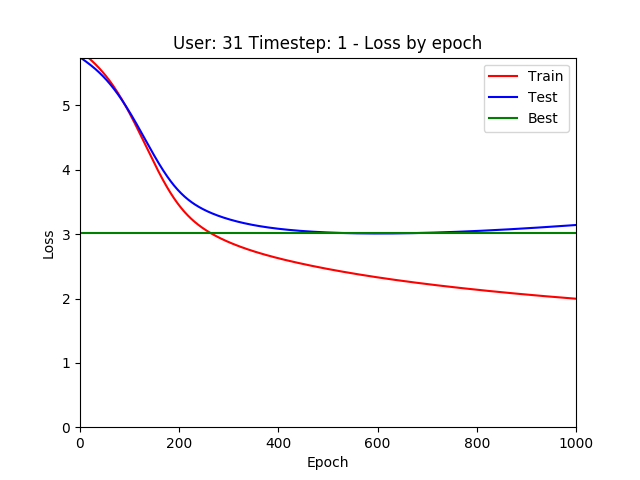 User: 31 Timestep: 1 - Loss by epoch
Train
Test
Best
Loss
5
4
3
2
1
0
0 200 400 600 800 1000
Epoch